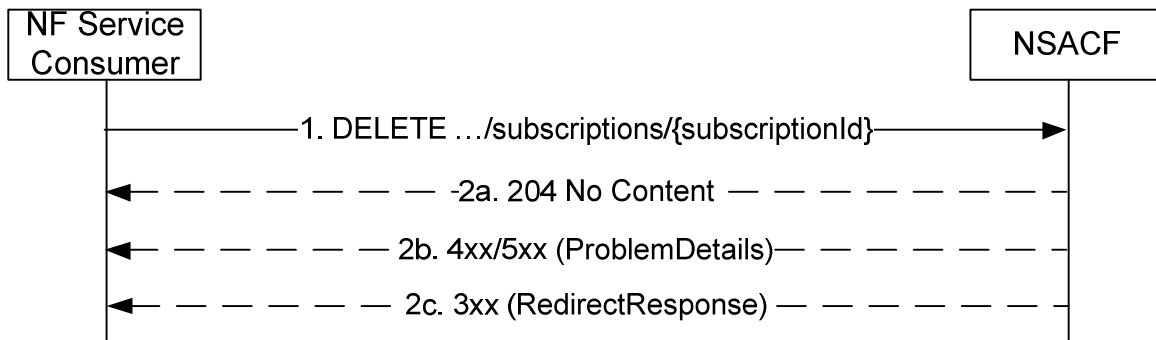 NF Service
Consumer
NSACF
1. DELETE …/subscriptions/{subscriptionId}
2a. 204 No Content
2b. 4xx/5xx (ProblemDetails)
2c. 3xx (RedirectResponse)